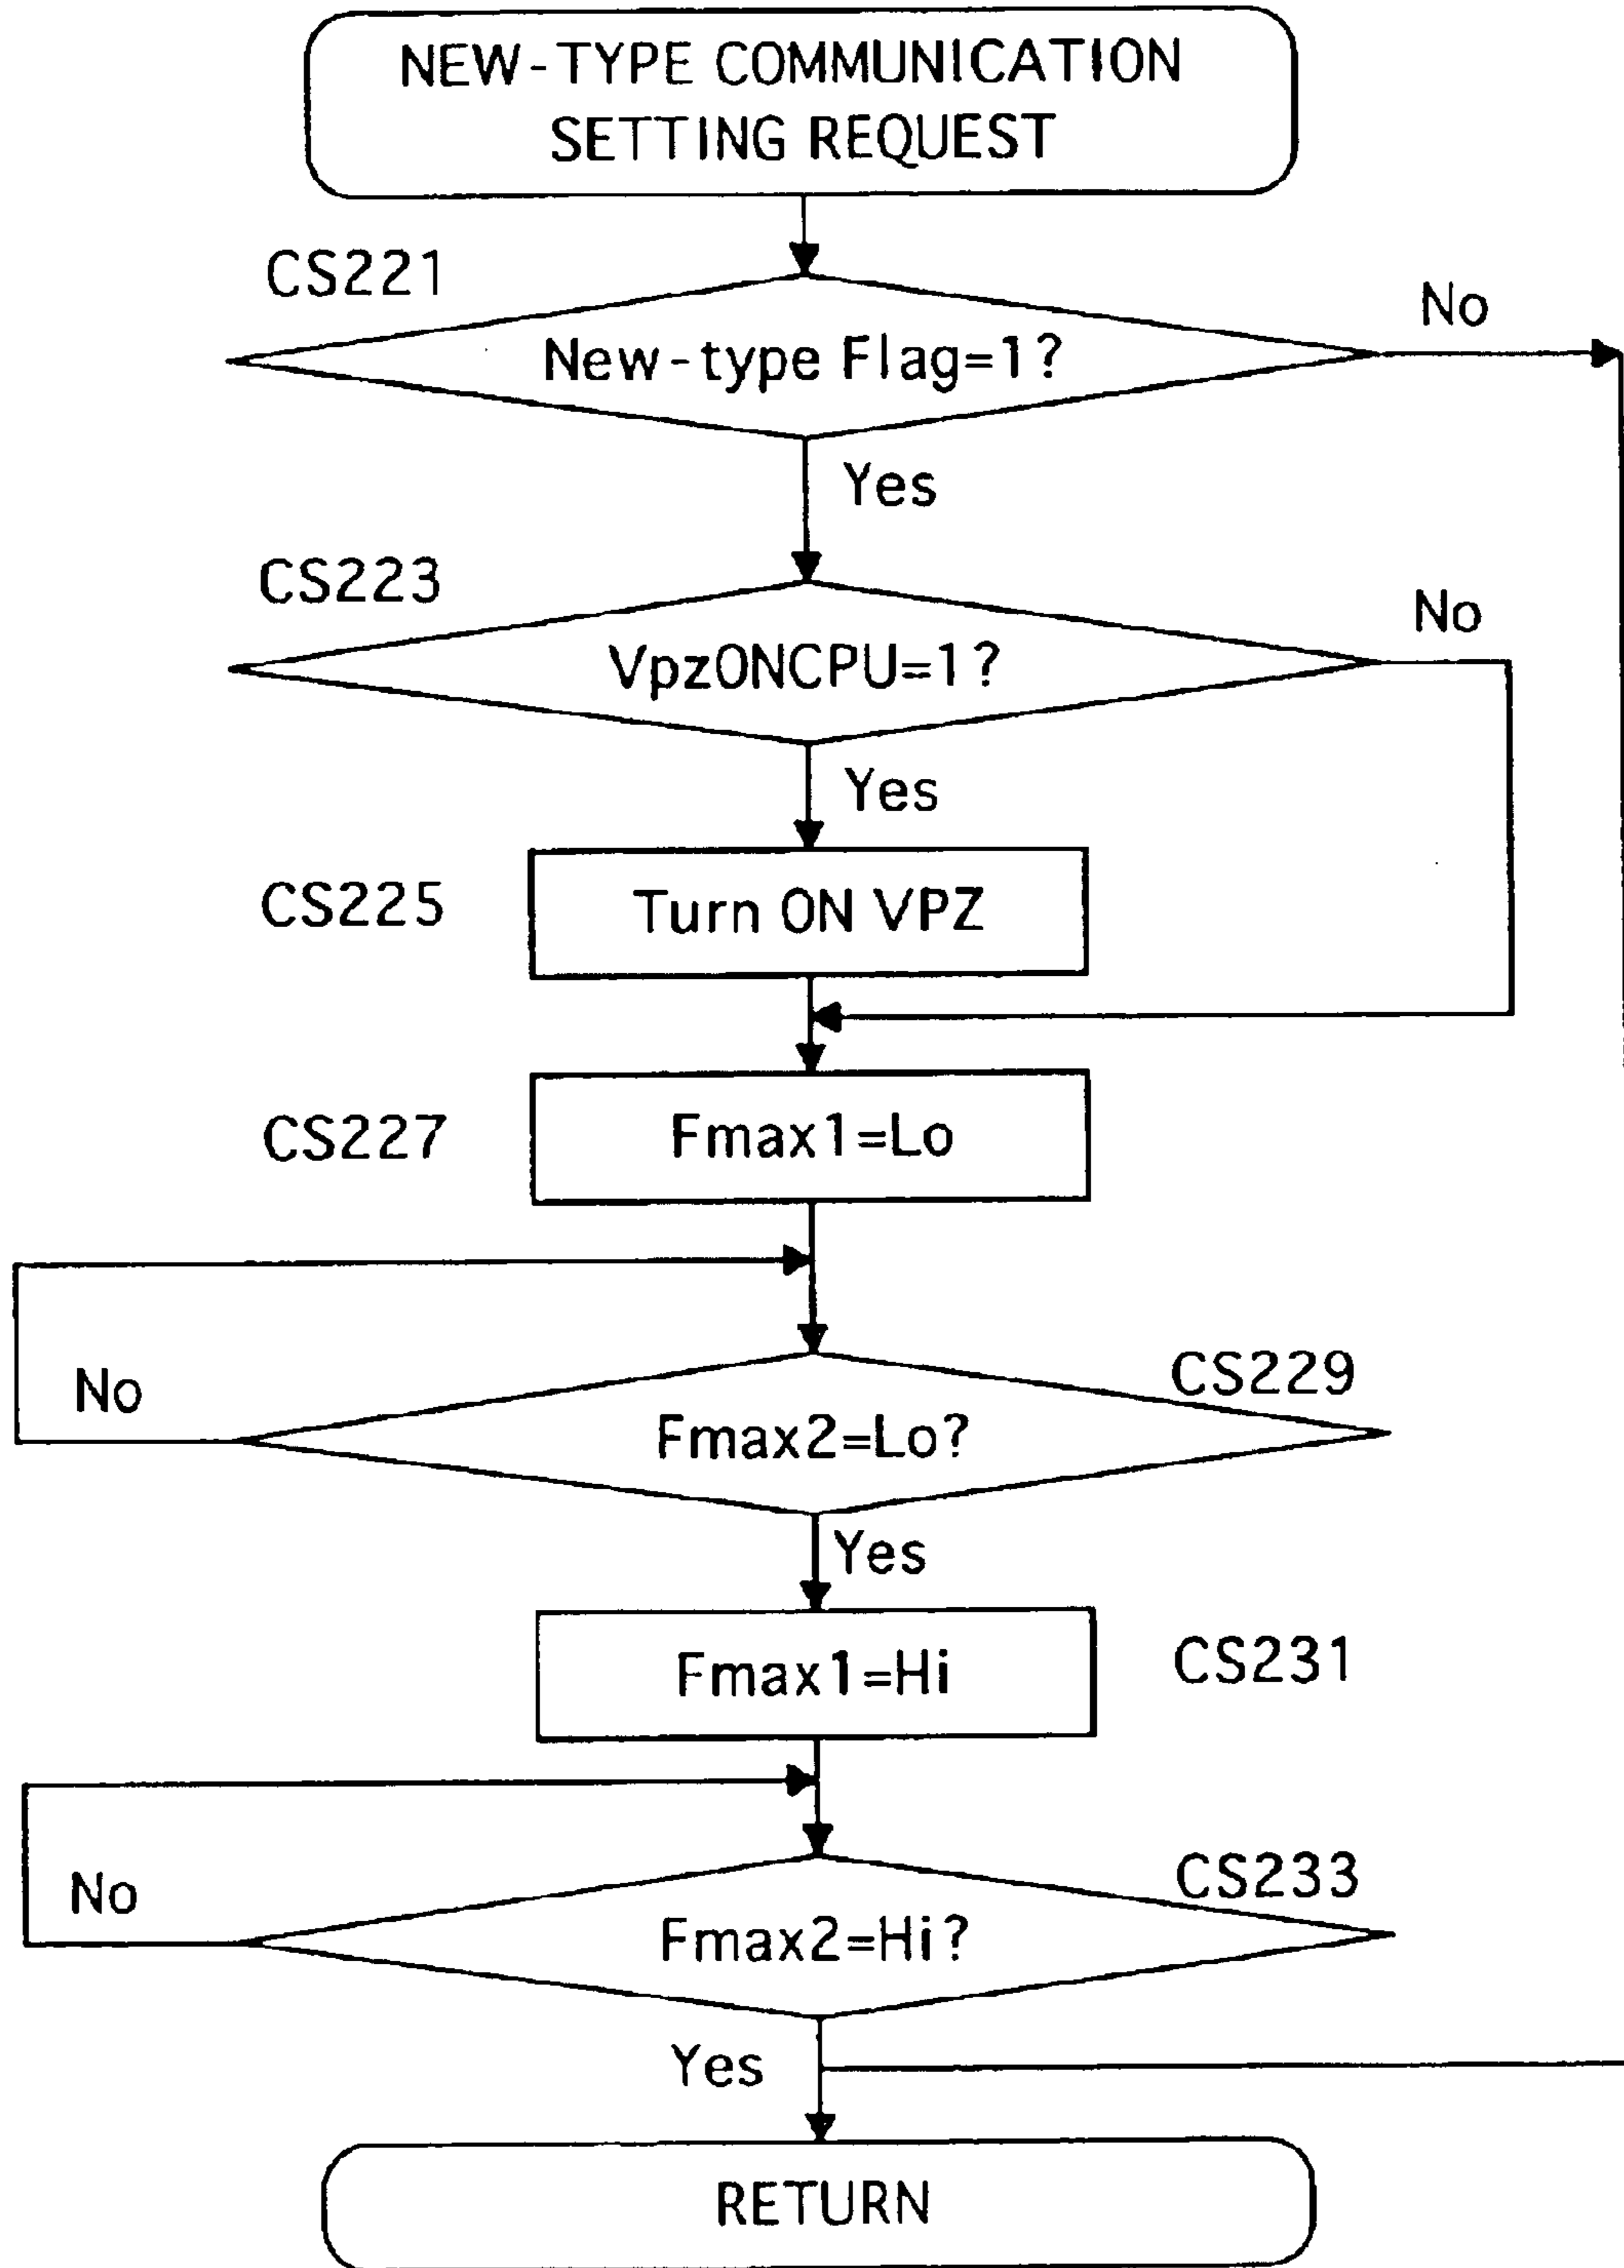 NEW-TYPE COMMUNICATION
SETTING REQUEST
CS221
No
New-type Flag=1?
Yes
CS223
No
VpzONCPU=1?
Yes
CS225
Turn ON VPZ
CS227
Fmax1=Lo
CS229
No
Fmax2=Lo?
Yes
CS231
Fmax1=Hi
CS233
No
Fmax2=Hi?
Yes
RETURN